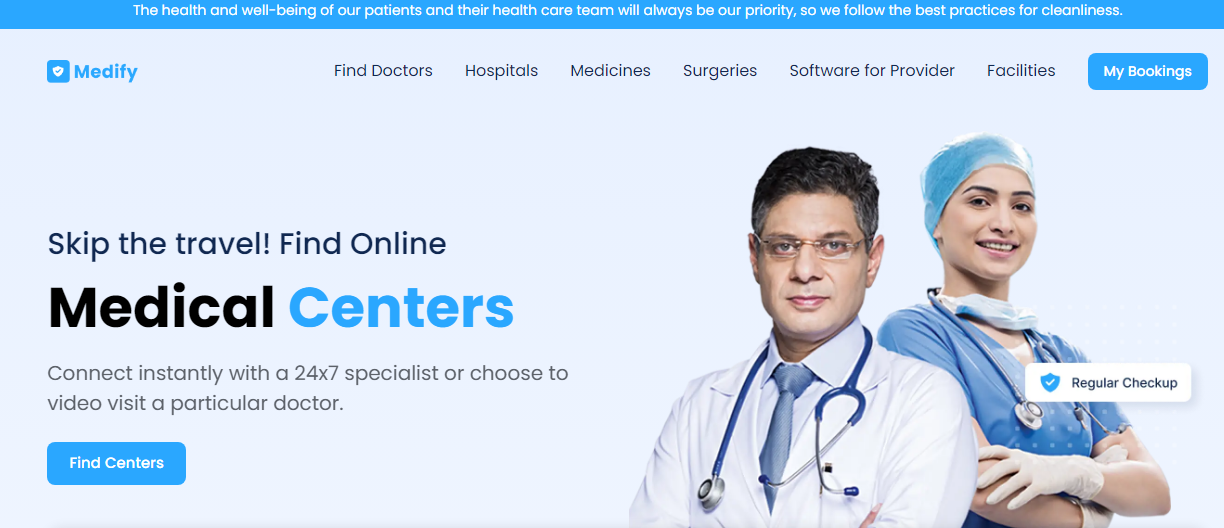 The health and well-being of our patients and their health care team will always be our priority, so we follow the best practices for cleanliness.
Medify
Find Doctors
Hospitals
Medicines
Surgeries
Software for Provider
Facilities
My Bookings
Skip the travel! Find Online
Medical Centers
Connect instantly with a 24x7 specialist or choose to
video visit a particular doctor.
Regular Checkup
Find Centers